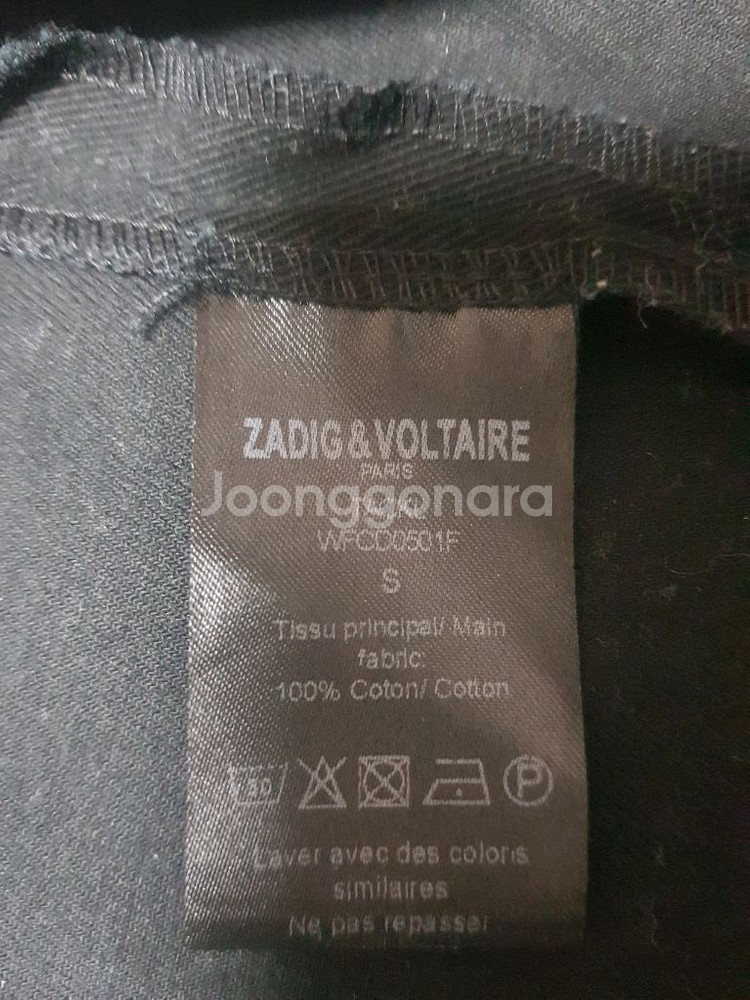 ZADIG&VOLTAIRE
PARIS
Joonggonara
WFCD0501F
S
Tissu principal/ Main
fabric:
100% Coton/ Cotton
30
P
Laver avec des coloris
similaires
Ne pas repasser